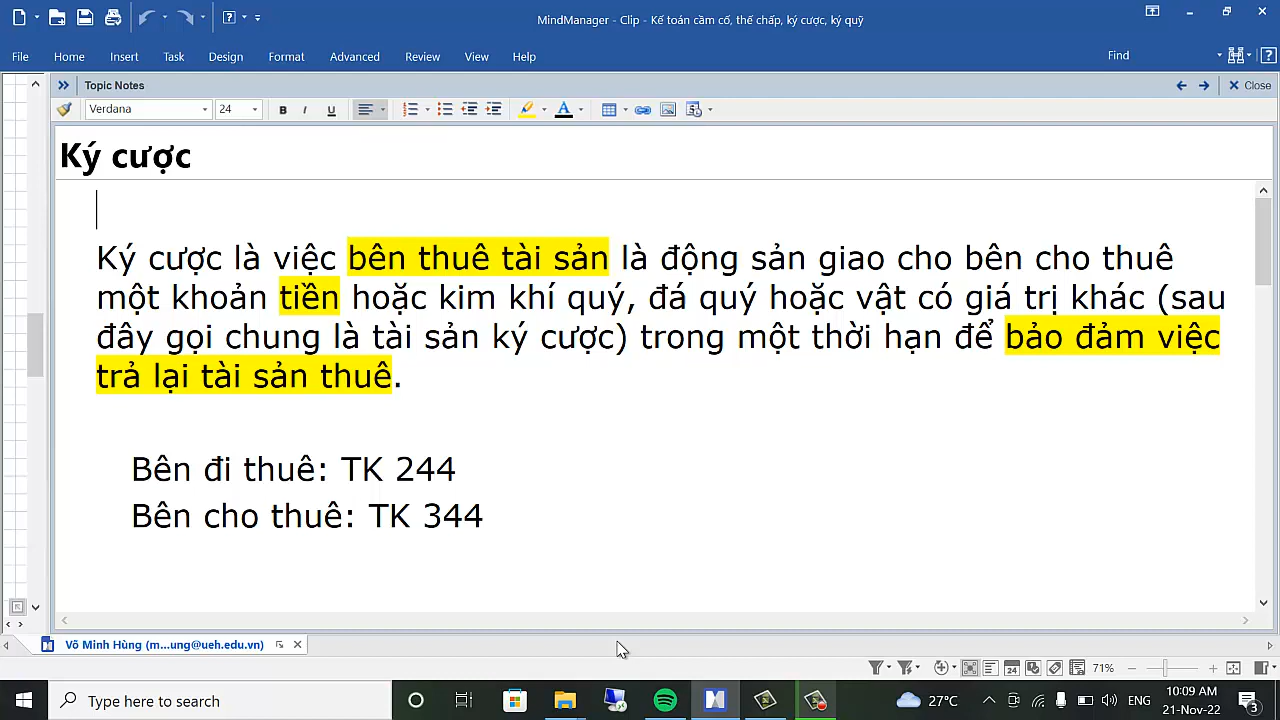 MindManager - Clip - Kế toán cầm cố, thế chấp, ký cược, ký quỹ
File Home Insert Task Design Format Advanced Review View Help Find
Topic Notes Close
Verdana 24 B I U A
Ký cược
Ký cược là việc bên thuê tài sản là động sản giao cho bên cho thuê
một khoản tiền hoặc kim khí quý, đá quý hoặc vật có giá trị khác (sau
đây gọi chung là tài sản ký cược) trong một thời hạn để bảo đảm việc
trả lại tài sản thuê.
Bên đi thuê: TK 244
Bên cho thuê: TK 344
Võ Minh Hùng (m...ung@ueh.edu.vn)
24 71%
Type here to search 27°C ENG 10:09 AM
21-Nov-22 3